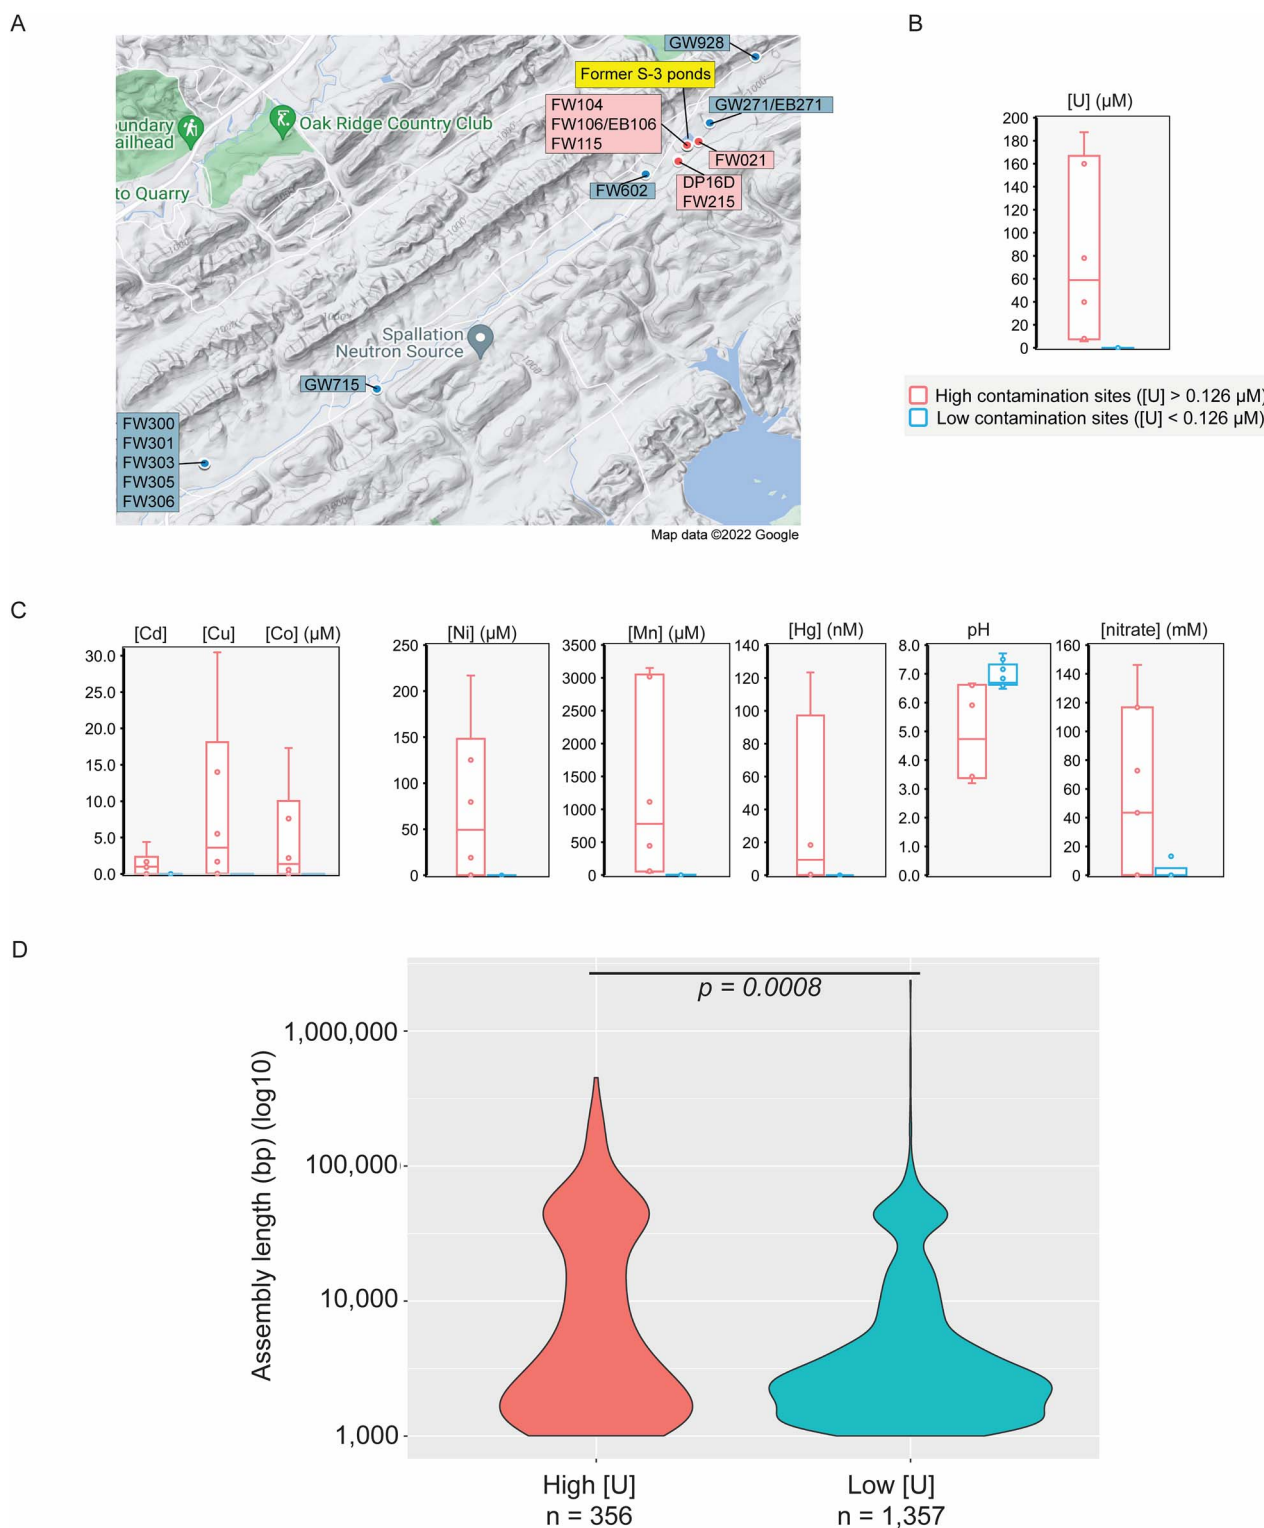 A
GW928
Former S-3 ponds
FW104
FW106/EB106
FW115
GW271/EB271
FW021
DP16D
FW215
FW602
oundary
ailhead
Oak Ridge Country Club
to Quarry
1000'
1000'
1000'
1000'
1000
Spallation
Neutron Source
GW715
FW300
FW301
FW303
FW305
FW306
Map data ©2022 Google
B
[U] (µM)
200
180
160
140
120
100
80
60
40
20
0
High contamination sites ([U] > 0.126 µM)
Low contamination sites ([U] < 0.126 µM)
C
[Cd] [Cu] [Co] (µM)
30.0
25.0
20.0
15.0
10.0
5.0
0.0
[Ni] (µM)
250
200
150
100
50
0
[Mn] (µM)
3500
3000
2500
2000
1500
1000
500
0
[Hg] (nM)
140
120
100
80
60
40
20
0
pH
8.0
7.0
6.0
5.0
4.0
3.0
2.0
1.0
0.0
[nitrate] (mM)
160
140
120
100
80
60
40
20
0
D
p = 0.0008
Assembly length (bp) (log10)
1,000,000
100,000
10,000
1,000
High [U]
n = 356
Low [U]
n = 1,357